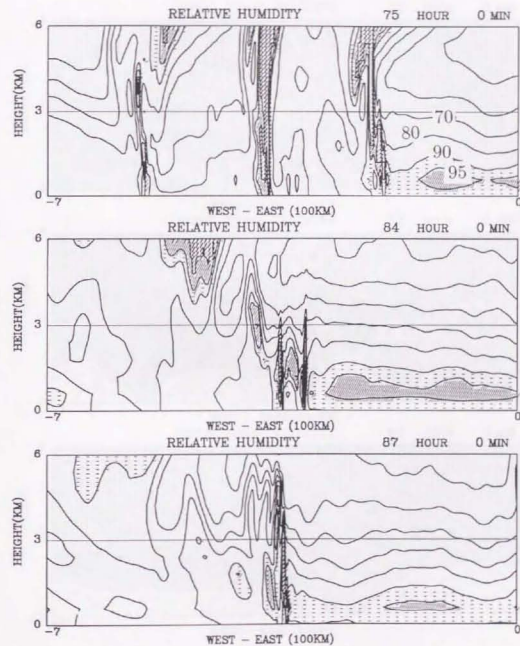 RELATIVE HUMIDITY 75 HOUR 0 MIN
6
HEIGHT(KM)
3
70
80
90
95
0
-7 0
WEST - EAST (100KM)
RELATIVE HUMIDITY 84 HOUR 0 MIN
6
HEIGHT(KM)
3
0
-7 0
WEST - EAST (100KM)
RELATIVE HUMIDITY 87 HOUR 0 MIN
6
HEIGHT(KM)
3
0
-7 0
WEST - EAST (100KM)